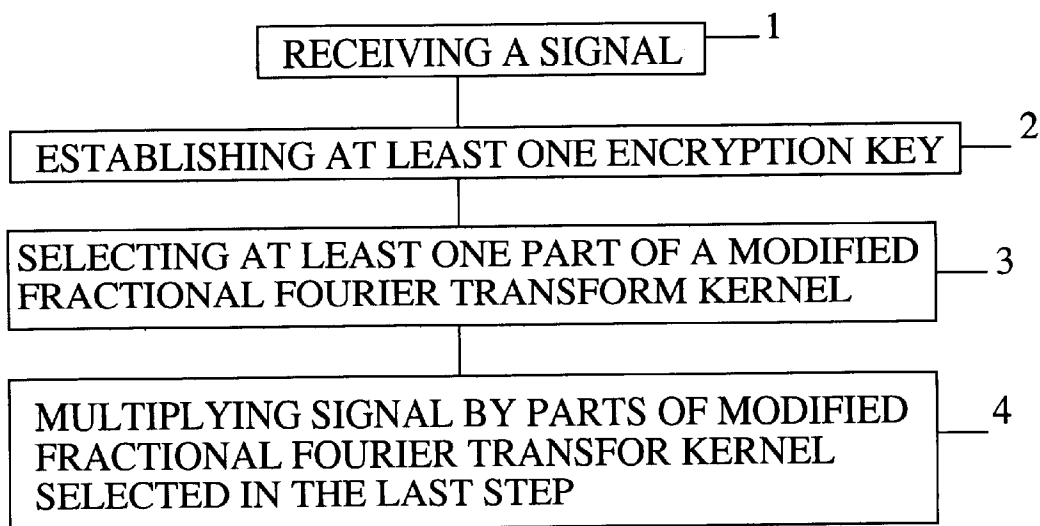 RECEIVING A SIGNAL
1
ESTABLISHING AT LEAST ONE ENCRYPTION KEY
2
SELECTING AT LEAST ONE PART OF A MODIFIED
FRACTIONAL FOURIER TRANSFORM KERNEL
3
MULTIPLYING SIGNAL BY PARTS OF MODIFIED
FRACTIONAL FOURIER TRANSFOR KERNEL
SELECTED IN THE LAST STEP
4